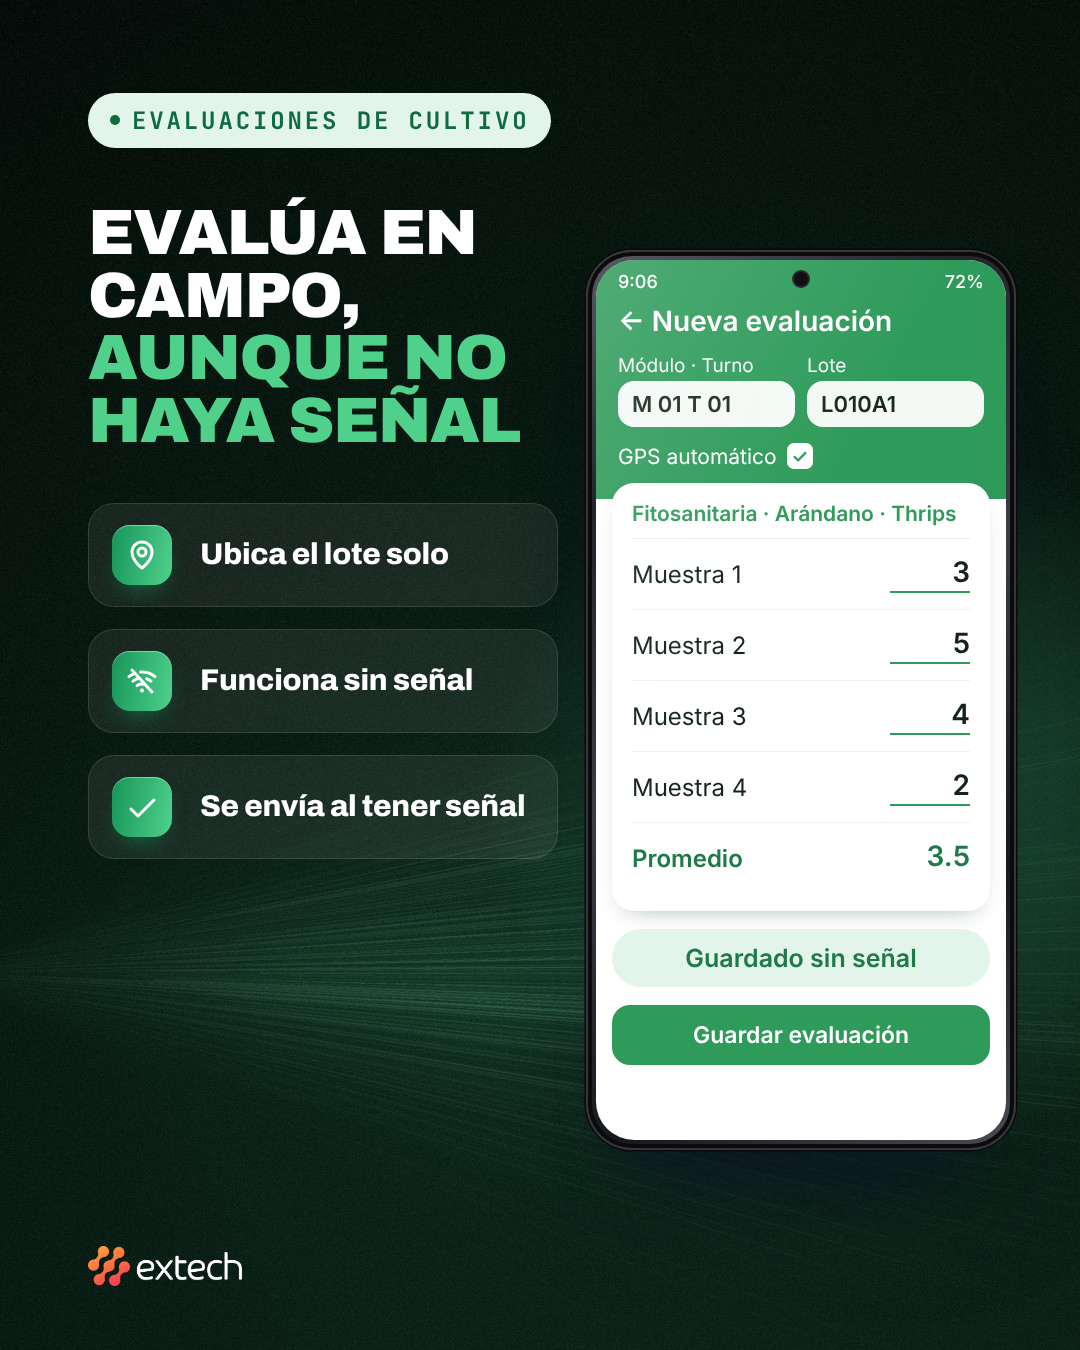 EVALUACIONES DE CULTIVO
EVALÚA EN
CAMPO,
AUNQUE NO
HAYA SEÑAL
Ubica el lote solo
Funciona sin señal
Se envía al tener señal
9:06 72%
← Nueva evaluación
Módulo · Turno Lote
M 01 T 01 L010A1
GPS automático
Fitosanitaria · Arándano · Thrips
Muestra 1 3
Muestra 2 5
Muestra 3 4
Muestra 4 2
Promedio 3.5
Guardado sin señal
Guardar evaluación
extech